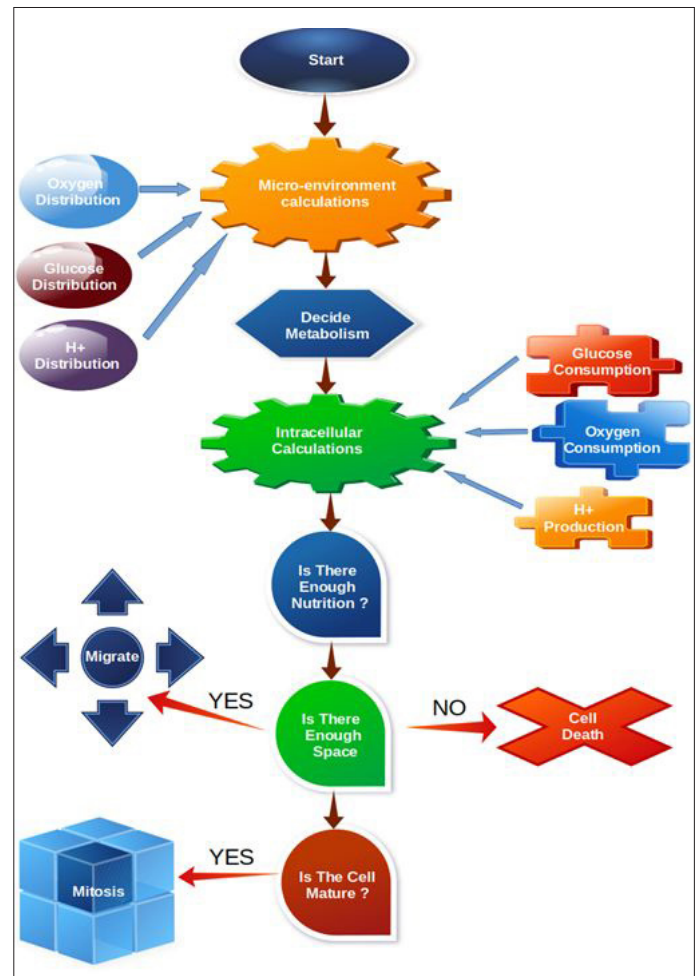 Start
Micro-environment
calculations
Oxygen
Distribution
Glucose
Distribution
H+
Distribution
Decide
Metabolism
Glucose
Consumption
Intracellular
Calculations
Oxygen
Consumption
H+
Production
Is There
Enough
Nutrition ?
Migrate
YES
Is There
Enough
Space
NO
Cell
Death
Mitosis
YES
Is The Cell
Mature ?